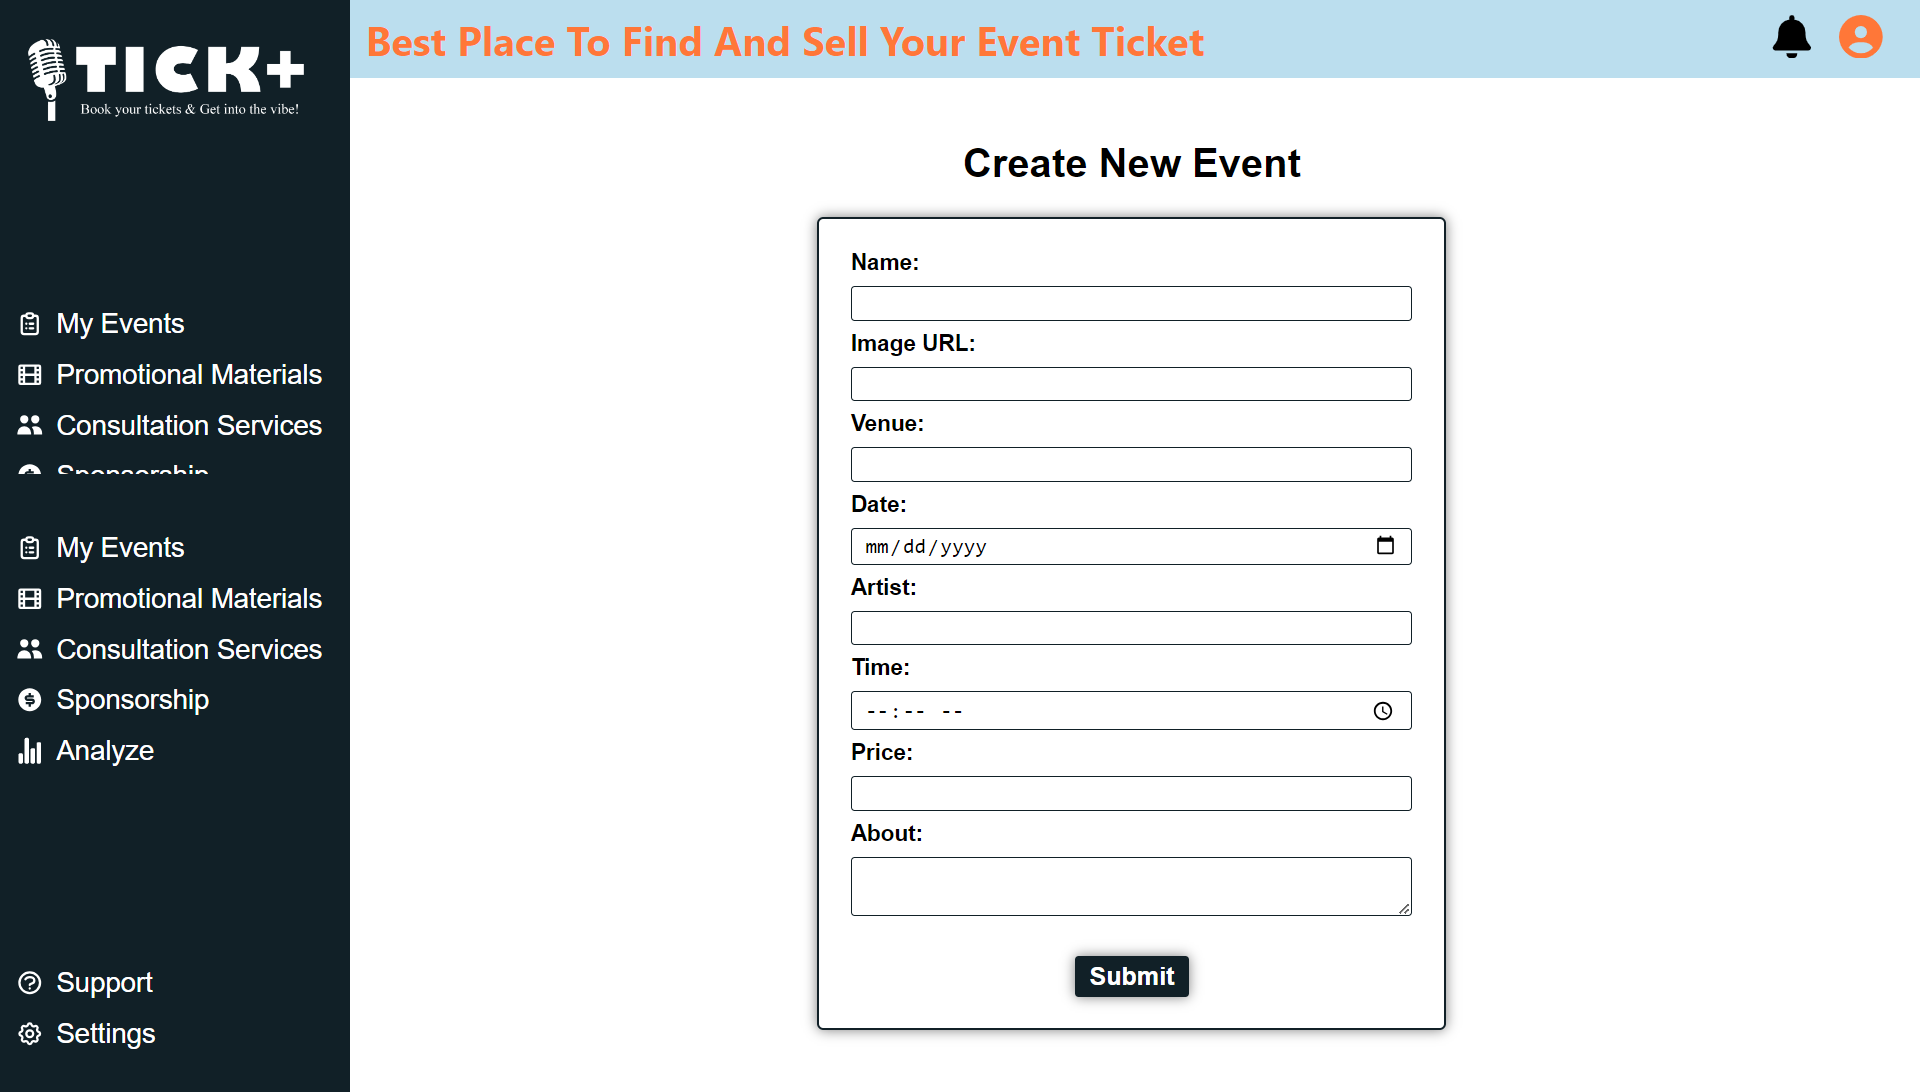 TICK+
Book your tickets & Get into the vibe!
Best Place To Find And Sell Your Event Ticket
My Events
Promotional Materials
Consultation Services
Sponsorship
My Events
Promotional Materials
Consultation Services
Sponsorship
Analyze
Support
Settings
Create New Event
Name:
Image URL:
Venue:
Date:
mm/dd/yyyy
Artist:
Time:
--:-- --
Price:
About:
Submit